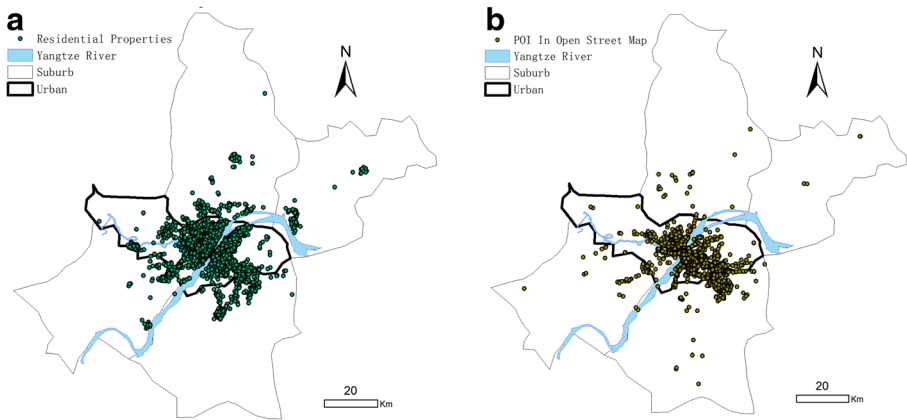 a
Residential Properties
Yangtze River
Suburb
Urban
N
20
Km
b
POI In Open Street Map
Yangtze River
Suburb
Urban
N
20
Km